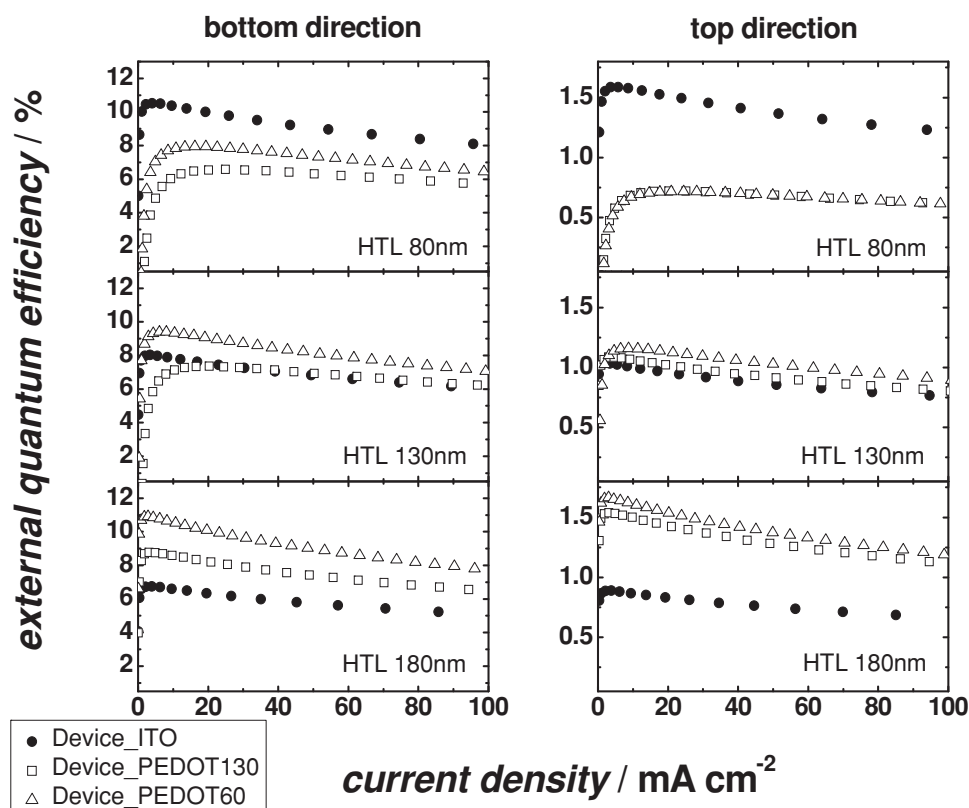 bottom direction
top direction
external quantum efficiency / %
12
10
8
6
4
2
HTL 80nm
1.5
1.0
0.5
HTL 80nm
12
10
8
6
4
2
HTL 130nm
1.5
1.0
0.5
HTL 130nm
12
10
8
6
4
2
HTL 180nm
1.5
1.0
0.5
HTL 180nm
0 20 40 60 80 100
0 20 40 60 80 100
Device_ITO
Device_PEDOT130
Device_PEDOT60
current density / mA cm-2